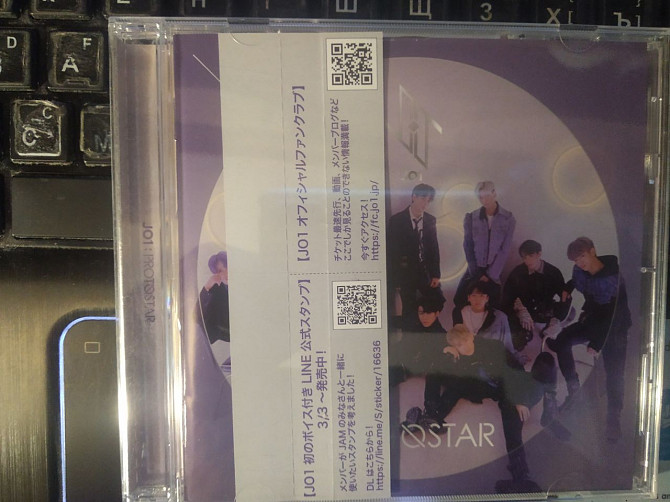 【JO1 オフィシャルファンクラブ】
チケット最速先行、動画、メンバーブログなど
ここでしか見ることのできない情報満載！
今すぐアクセス！
https://fc.jo1.jp/
【JO1 初のボイス付き LINE 公式スタンプ】
3/3 〜発売中！
メンバーが JAM のみなさんと一緒に
使いたいスタンプを考えました！
DL はこちらから！
https://line.me/S/sticker/16636
JO1 : PROTOSTAR
OSTAR
Ш
Щ
З
Х
Ъ
Ф
A
C